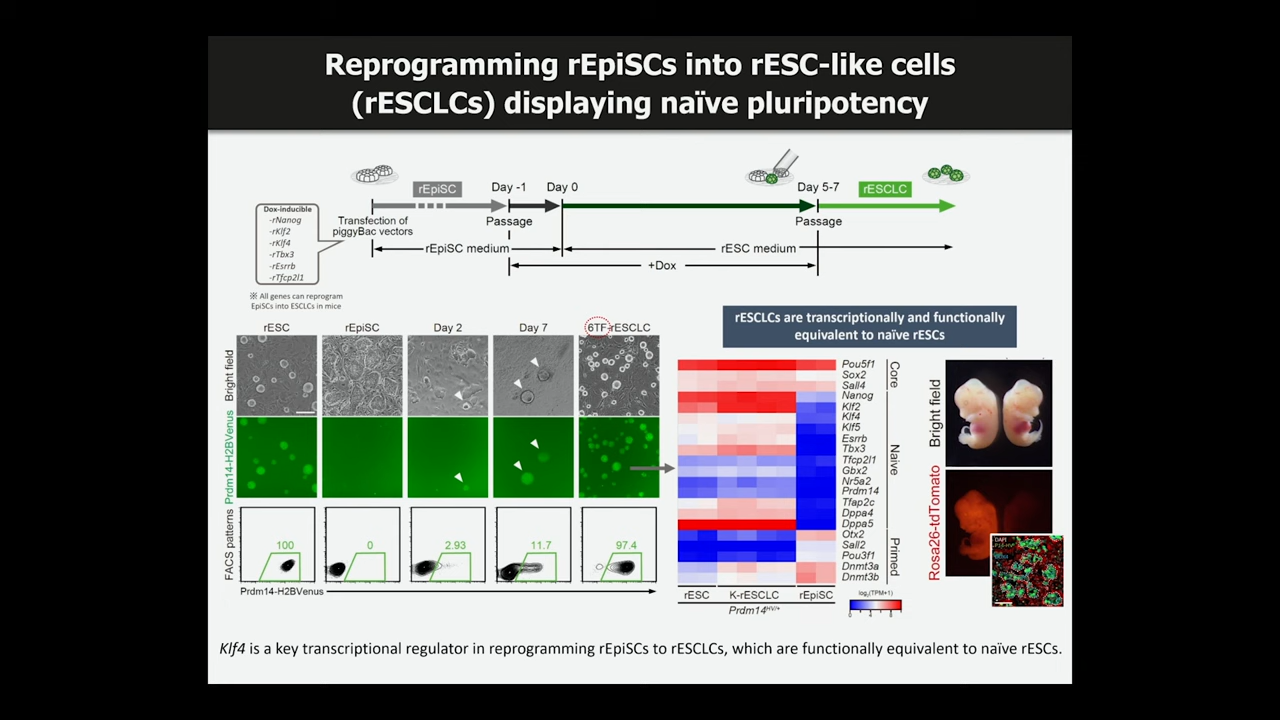 Reprogramming rEpiSCs into rESC-like cells
(rESCLCs) displaying naïve pluripotency
rEpiSC
Day -1
Day 0
Day 5-7
rESCLC
Dox-inducible
-rNanog
-rKlf2
-rKlf4
-rTbx3
-rEsrrb
-rTfcp2l1
Transfection of
piggyBac vectors
Passage
Passage
rEpiSC medium
rESC medium
+Dox
※ All genes can reprogram
EpiSCs into ESCLCs in mice
rESC
rEpiSC
Day 2
Day 7
6TF-rESCLC
Bright field
Prdm14-H2BVenus
FACS patterns
100
0
2.93
11.7
97.4
Prdm14-H2BVenus
rESCLCs are transcriptionally and functionally
equivalent to naïve rESCs
Pou5f1
Sox2
Sall4
Nanog
Klf2
Klf4
Klf5
Esrrb
Tbx3
Tfcp2l1
Gbx2
Nr5a2
Prdm14
Tfap2c
Dppa4
Dppa5
Otx2
Sall2
Pou3f1
Dnmt3a
Dnmt3b
Core
Naive
Primed
rESC
K-rESCLC
rEpiSC
Prdm14HV/+
log2(TPM+1)
Bright field
Rosa26-tdTomato
DAPI
Klf4 is a key transcriptional regulator in reprogramming rEpiSCs to rESCLCs, which are functionally equivalent to naïve rESCs.